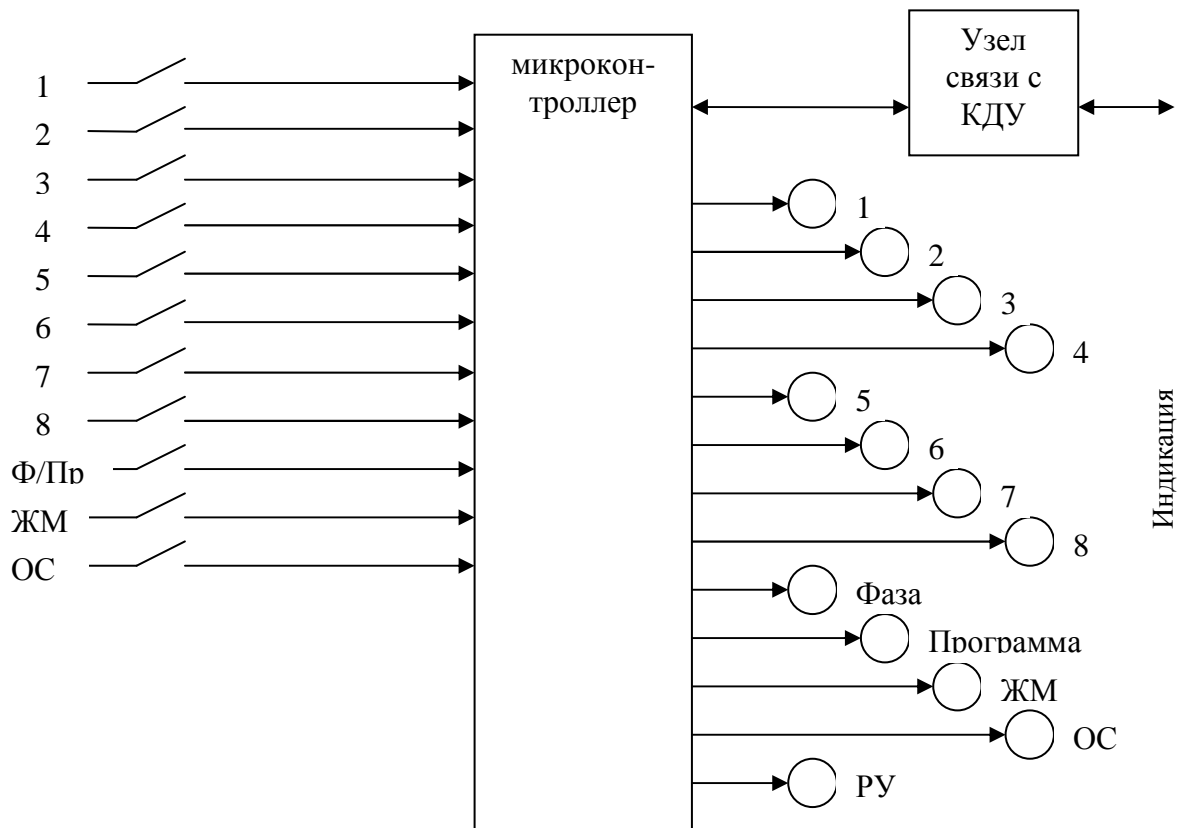 1
2
3
4
5
6
7
8
Ф/Пр
ЖМ
ОС
микрокон-
троллер
Узел
связи с
КДУ
1
2
3
4
5
6
7
8
Фаза
Программа
ЖМ
ОС
РУ
Индикация